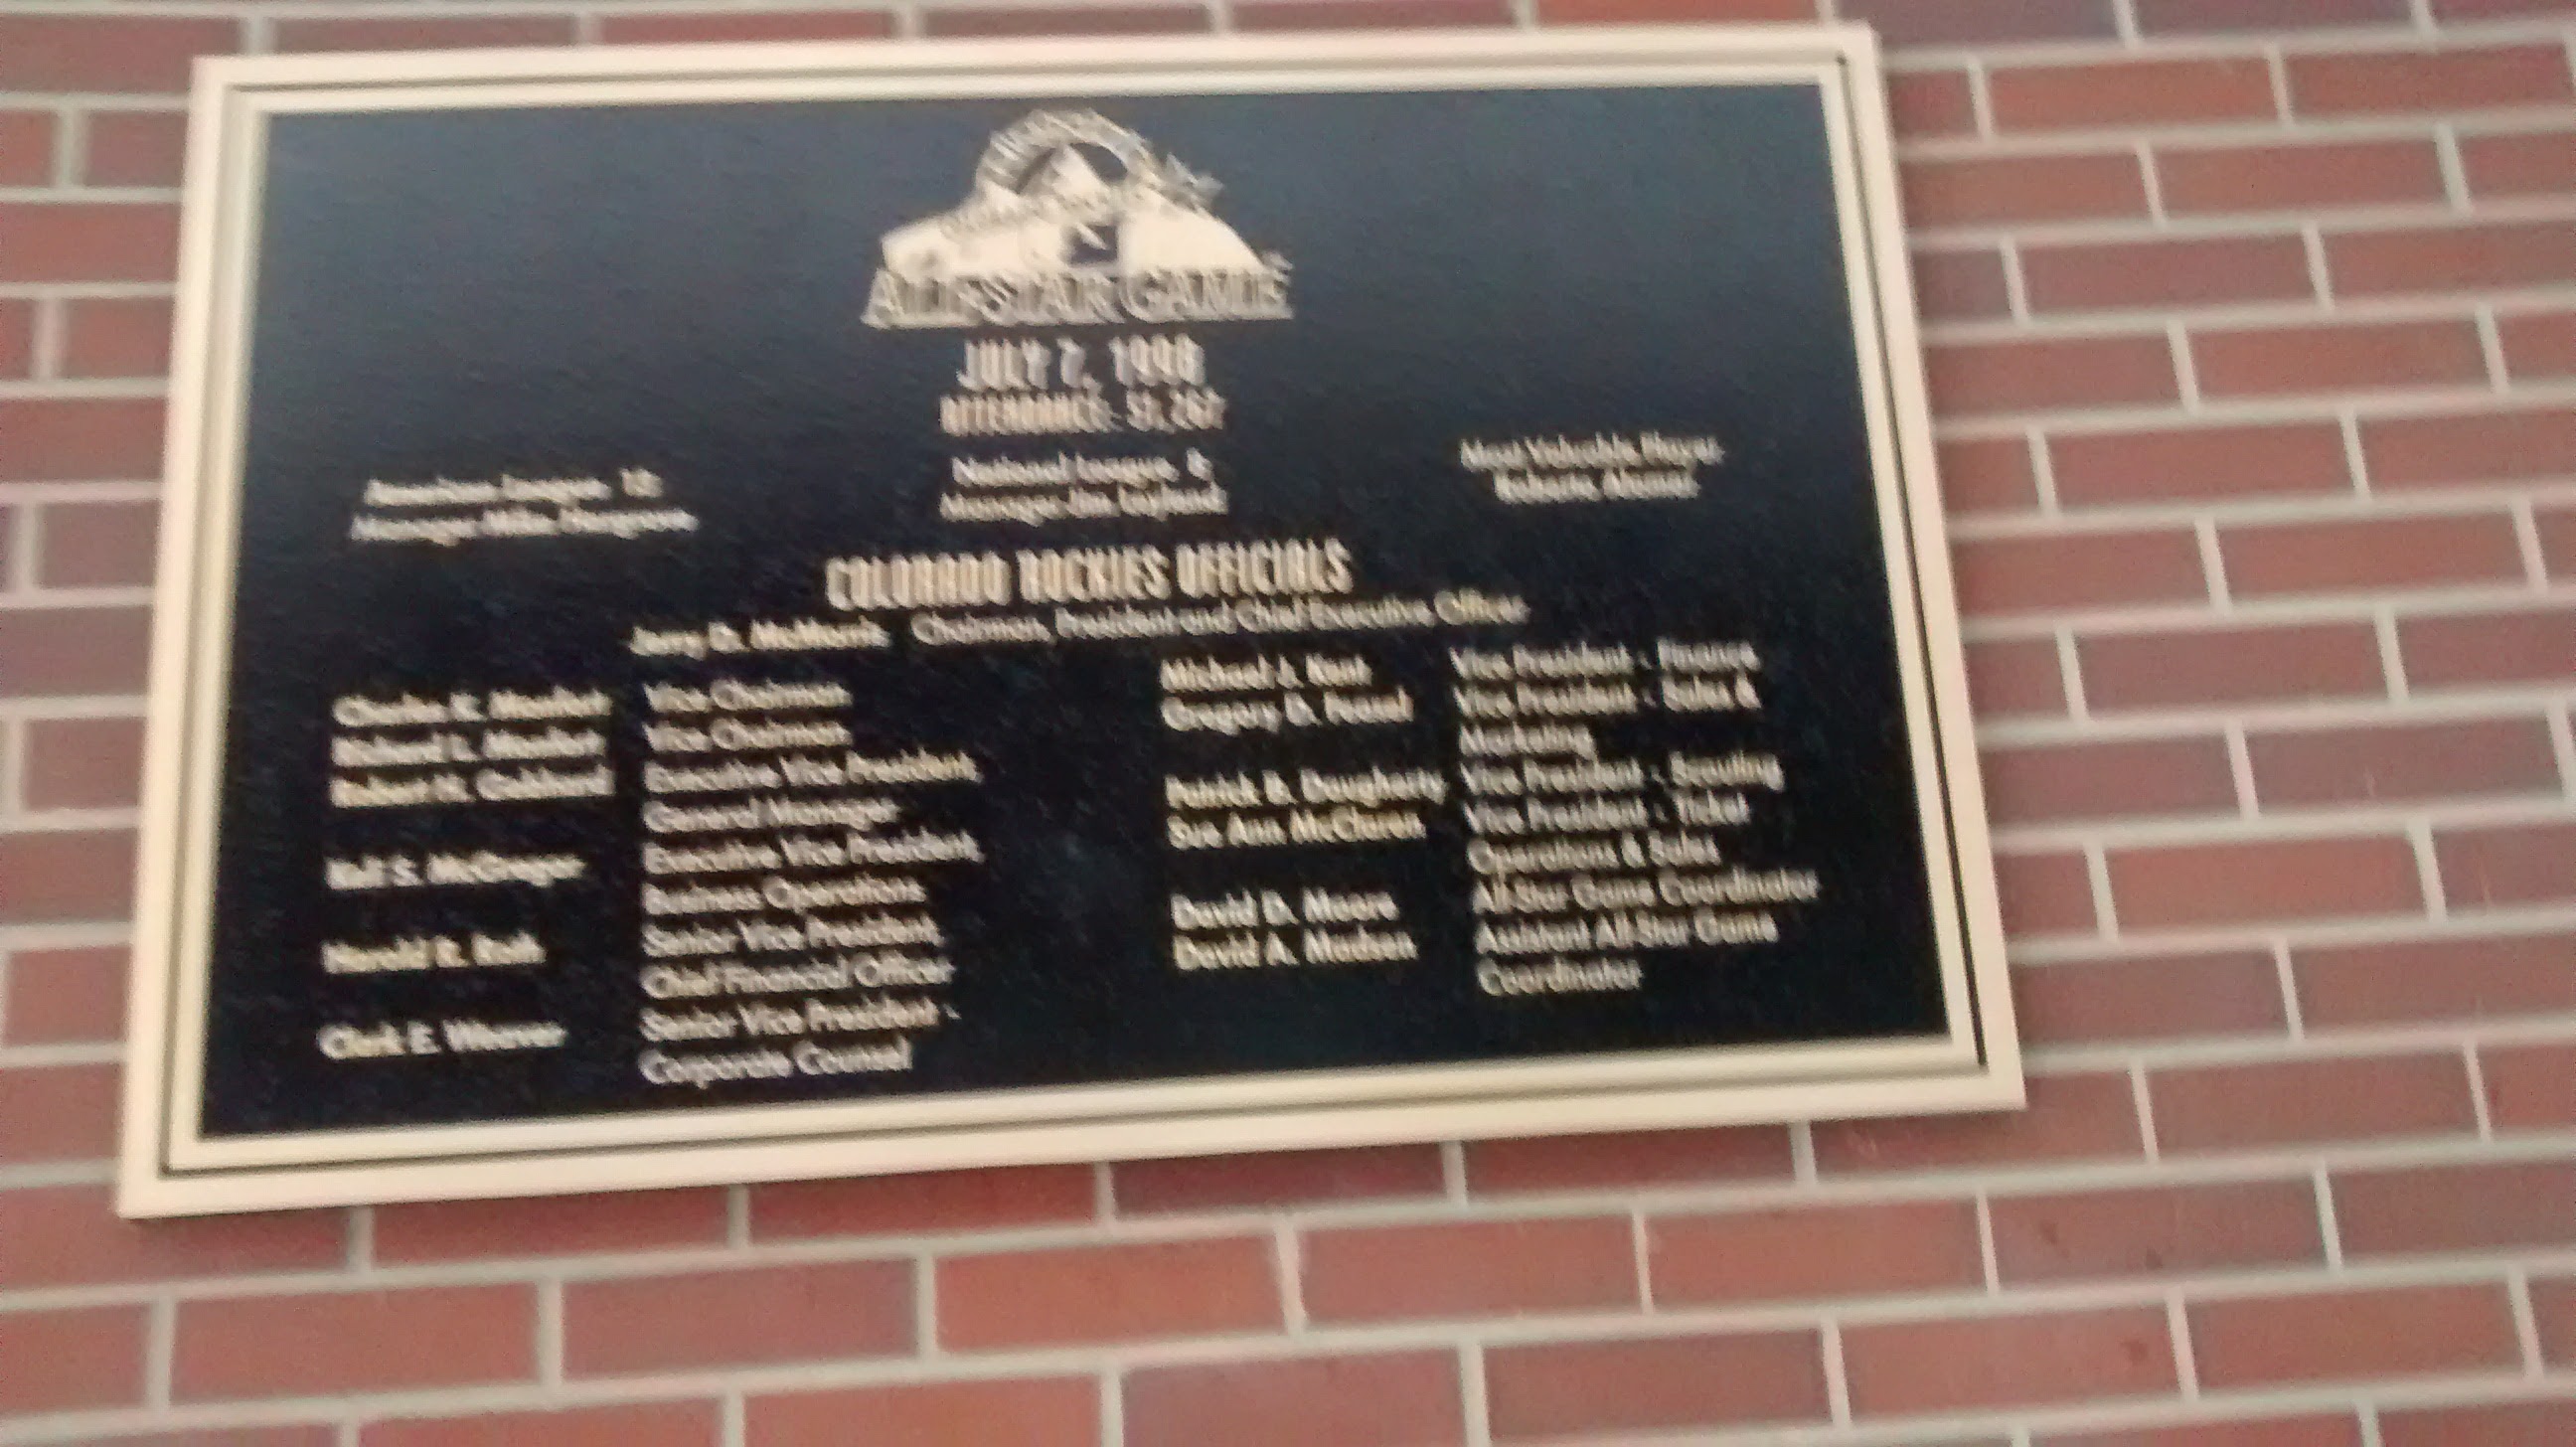 ALL-STAR GAME
JULY 7, 1998
ATTENDANCE: 51,267
American League, 13
Manager Mike Hargrove
National League, 8
Manager Jim Leyland
Most Valuable Player
Roberto Alomar
COLORADO ROCKIES OFFICIALS
Jerry D. McMorris Chairman, President and Chief Executive Officer
Charles K. Monfort Vice Chairman
Richard L. Monfort Vice Chairman
Robert H. Gebhard Executive Vice President,
General Manager
Keli S. McGregor Executive Vice President,
Business Operations
Harold R. Roth Senior Vice President,
Chief Financial Officer
Clark E. Weaver Senior Vice President -
Corporate Counsel
Michael J. Kent Vice President - Finance
Gregory D. Feasel Vice President - Sales &
Marketing
Patrick B. Daugherty Vice President - Scouting
Sue Ann McClaren Vice President - Ticket
Operations & Sales
David D. Moore All-Star Game Coordinator
David A. Madsen Assistant All-Star Game
Coordinator